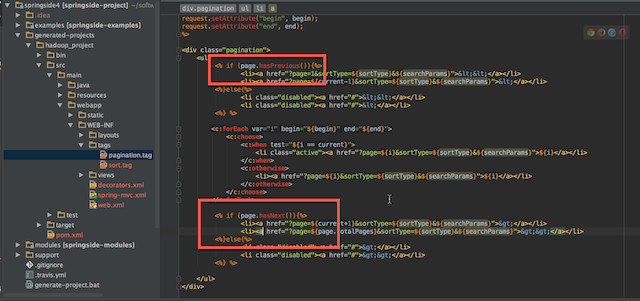 springside4 [springside-parent] (~/softw
.idea
examples [springside-examples]
generated-projects
hadoop_project
bin
src
main
java
resources
webapp
static
WEB-INF
layouts
tags
pagination.tag
sort.tag
views
decorators.xml
spring-mvc.xml
web.xml
test
target
pom.xml
modules [springside-modules]
support
.gitignore
.travis.yml
generate-project.bat
div.pagination ul li a
request.setAttribute("begin", begin);
request.setAttribute("end", end);
%>
<div class="pagination">
<ul
<% if (page.hasPrevious()){%>
<li><a href="?page=1&sortType=${sortType}&${searchParams}">&lt;&lt;</a></li>
<li><a href="?page=${current-1}&sortType=${sortType}&${searchParams}">&lt;</a></li>
<%}else{%>
<li class="disabled"><a href="#">&lt;&lt;</a></li>
<li class="disabled"><a href="#">&lt;</a></li>
<%} %>
<c:forEach var="i" begin="${begin}" end="${end}">
<c:choose>
<c:when test="${i == current}">
<li class="active"><a href="?page=${i}&sortType=${sortType}&${searchParams}">${i}</a></li>
</c:when>
<c:otherwise>
<li><a href="?page=${i}&sortType=${sortType}&${searchParams}">${i}</a></li>
</c:otherwise>
</c:choose>
<% if (page.hasNext()){%>
<li><a href="?page=${current+1}&sortType=${sortType}&${searchParams}">&gt;</a></li>
<li><a href="?page=${page.totalPages}&sortType=${sortType}&${searchParams}">&gt;&gt;</a></li>
<%}else{%>
<li class="disabled"><a href="#">&gt;</a></li>
<li class="disabled"><a href="#">&gt;&gt;</a></li>
<%} %>
</ul>
</div>